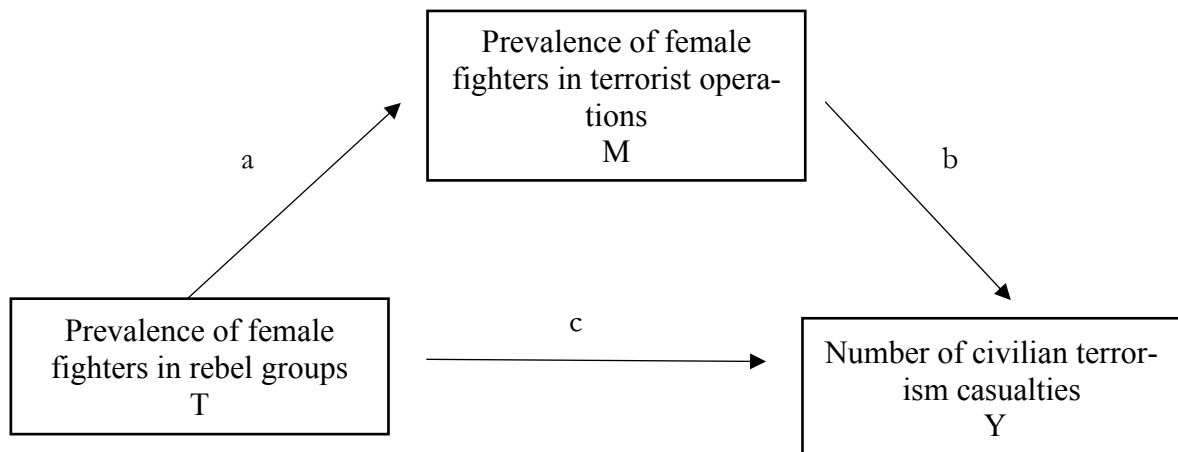 Prevalence of female
fighters in terrorist opera-
tions
M
a
b
c
Prevalence of female
fighters in rebel groups
T
Number of civilian terror-
ism casualties
Y